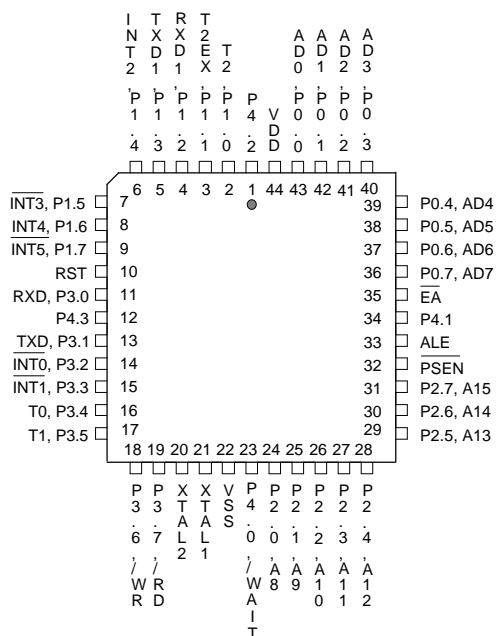 INT2, P1.4
TXD1, P1.3
RXD1, P1.2
T2EX, P1.1
T2, P1.0
P4.2
VDD
AD0, P0.0
AD1, P0.1
AD2, P0.2
AD3, P0.3
6 5 4 3 2 1 44 43 42 41 40
INT3, P1.5 7
INT4, P1.6 8
INT5, P1.7 9
RST 10
RXD, P3.0 11
P4.3 12
TXD, P3.1 13
INT0, P3.2 14
INT1, P3.3 15
T0, P3.4 16
T1, P3.5 17
39 P0.4, AD4
38 P0.5, AD5
37 P0.6, AD6
36 P0.7, AD7
35 EA
34 P4.1
33 ALE
32 PSEN
31 P2.7, A15
30 P2.6, A14
29 P2.5, A13
18 19 20 21 22 23 24 25 26 27 28
P3.6, /WR
P3.7, /RD
XTAL2
XTAL1
VSS
P4.0, /WAIT
P2.0, A8
P2.1, A9
P2.2, A10
P2.3, A11
P2.4, A12